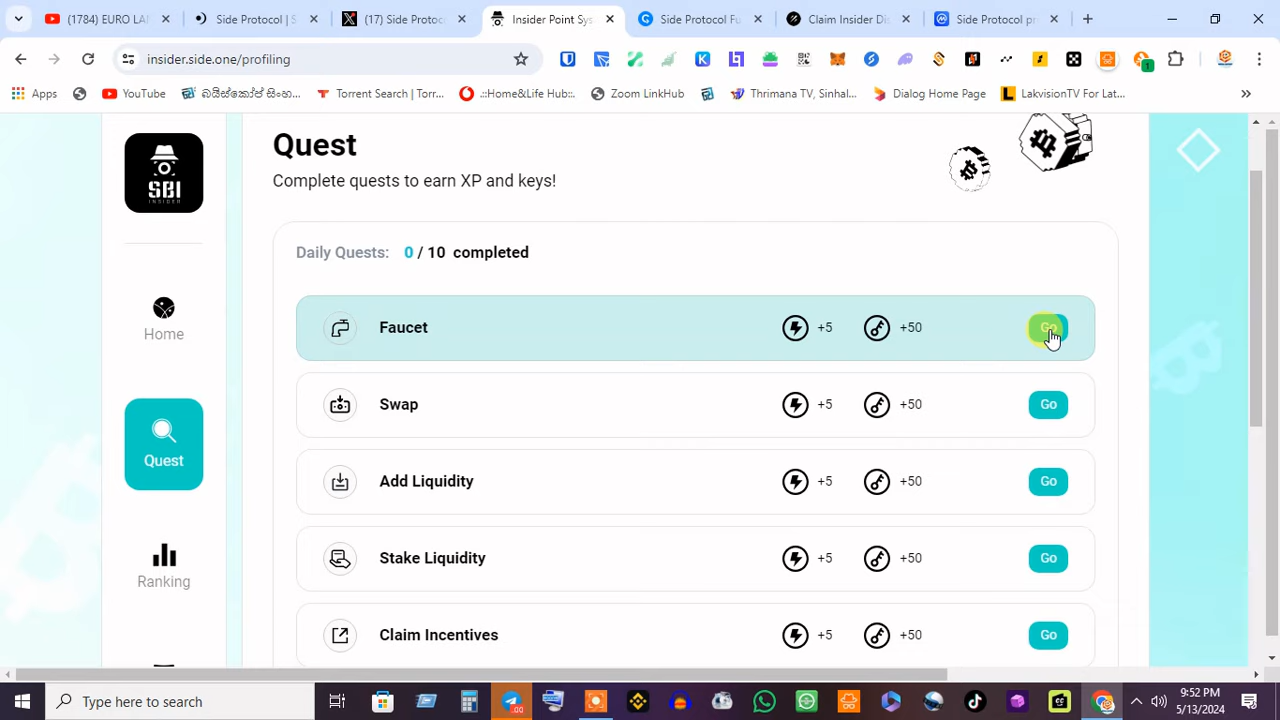 (1784) EURO LAI
Side Protocol | S
(17) Side Protoc
Insider Point Sys
Side Protocol Fu
Claim Insider Di
Side Protocol p
insider.side.one/profiling
1
Apps
YouTube
බයිස්කෝප් සිංහ...
Torrent Search | Torr...
.::Home&Life Hub::.
Zoom LinkHub
Thrimana TV, Sinhal...
Dialog Home Page
LakvisionTV For Lat...
SBI
INSIDER
Home
Quest
Ranking
Quest
Complete quests to earn XP and keys!
Daily Quests: 0 / 10 completed
Faucet +5 +50 Go
Swap +5 +50 Go
Add Liquidity +5 +50 Go
Stake Liquidity +5 +50 Go
Claim Incentives +5 +50 Go
Type here to search
9:52 PM
5/13/2024